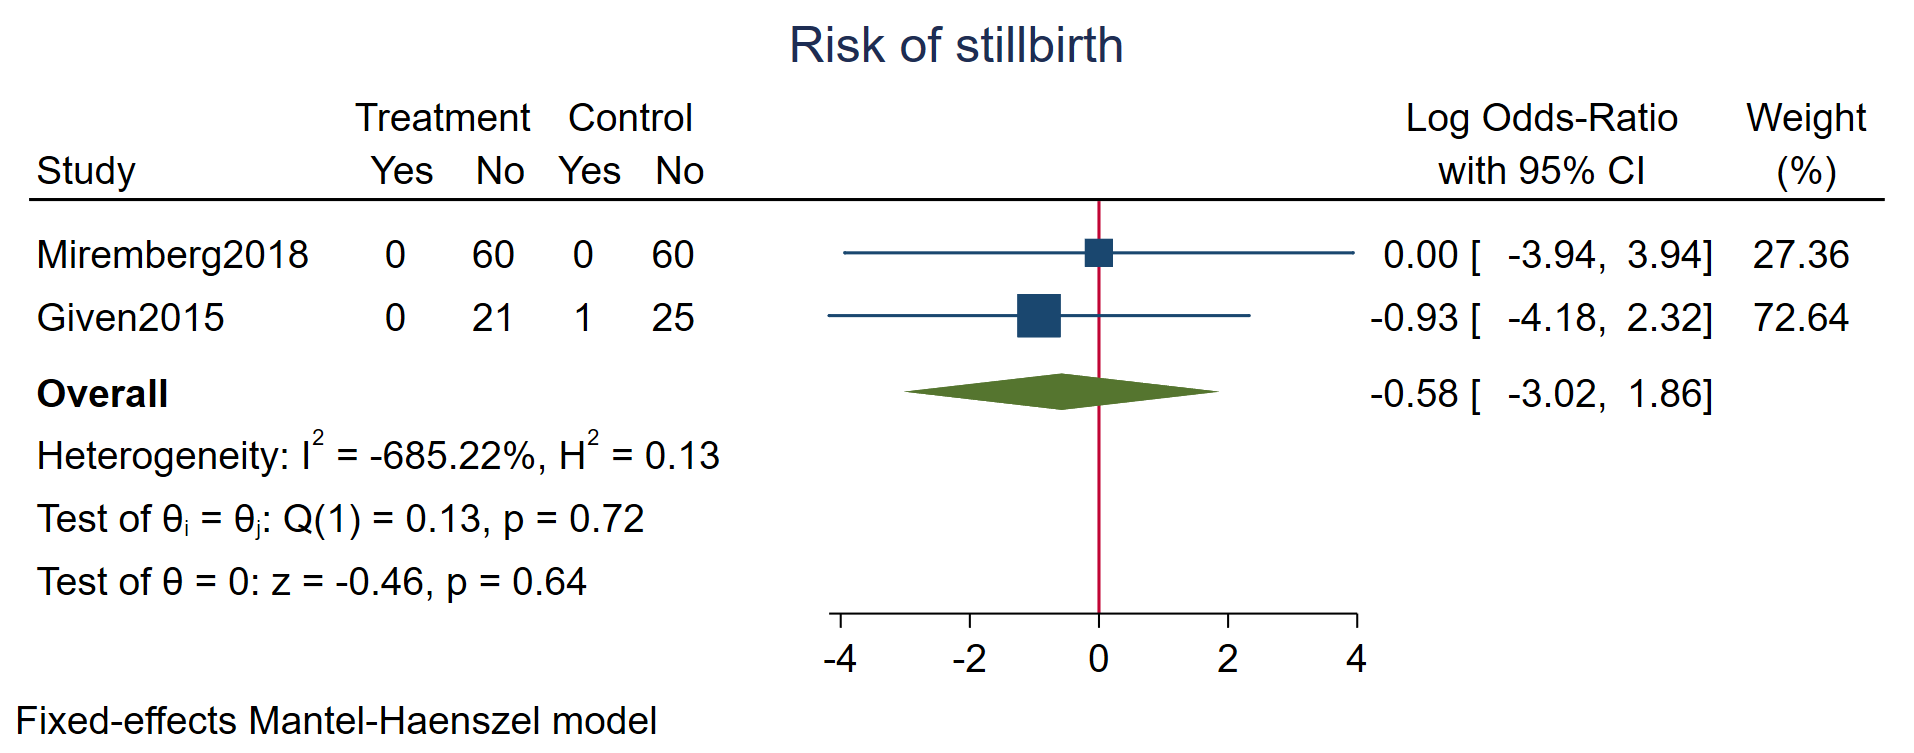 Risk of stillbirth
Treatment Control Log Odds-Ratio Weight
Study Yes No Yes No with 95% CI (%)
Miremberg2018 0 60 0 60 0.00 [ -3.94, 3.94] 27.36
Given2015 0 21 1 25 -0.93 [ -4.18, 2.32] 72.64
Overall -0.58 [ -3.02, 1.86]
Heterogeneity: I² = -685.22%, H² = 0.13
Test of θᵢ = θⱼ: Q(1) = 0.13, p = 0.72
Test of θ = 0: z = -0.46, p = 0.64
-4 -2 0 2 4
Fixed-effects Mantel-Haenszel model